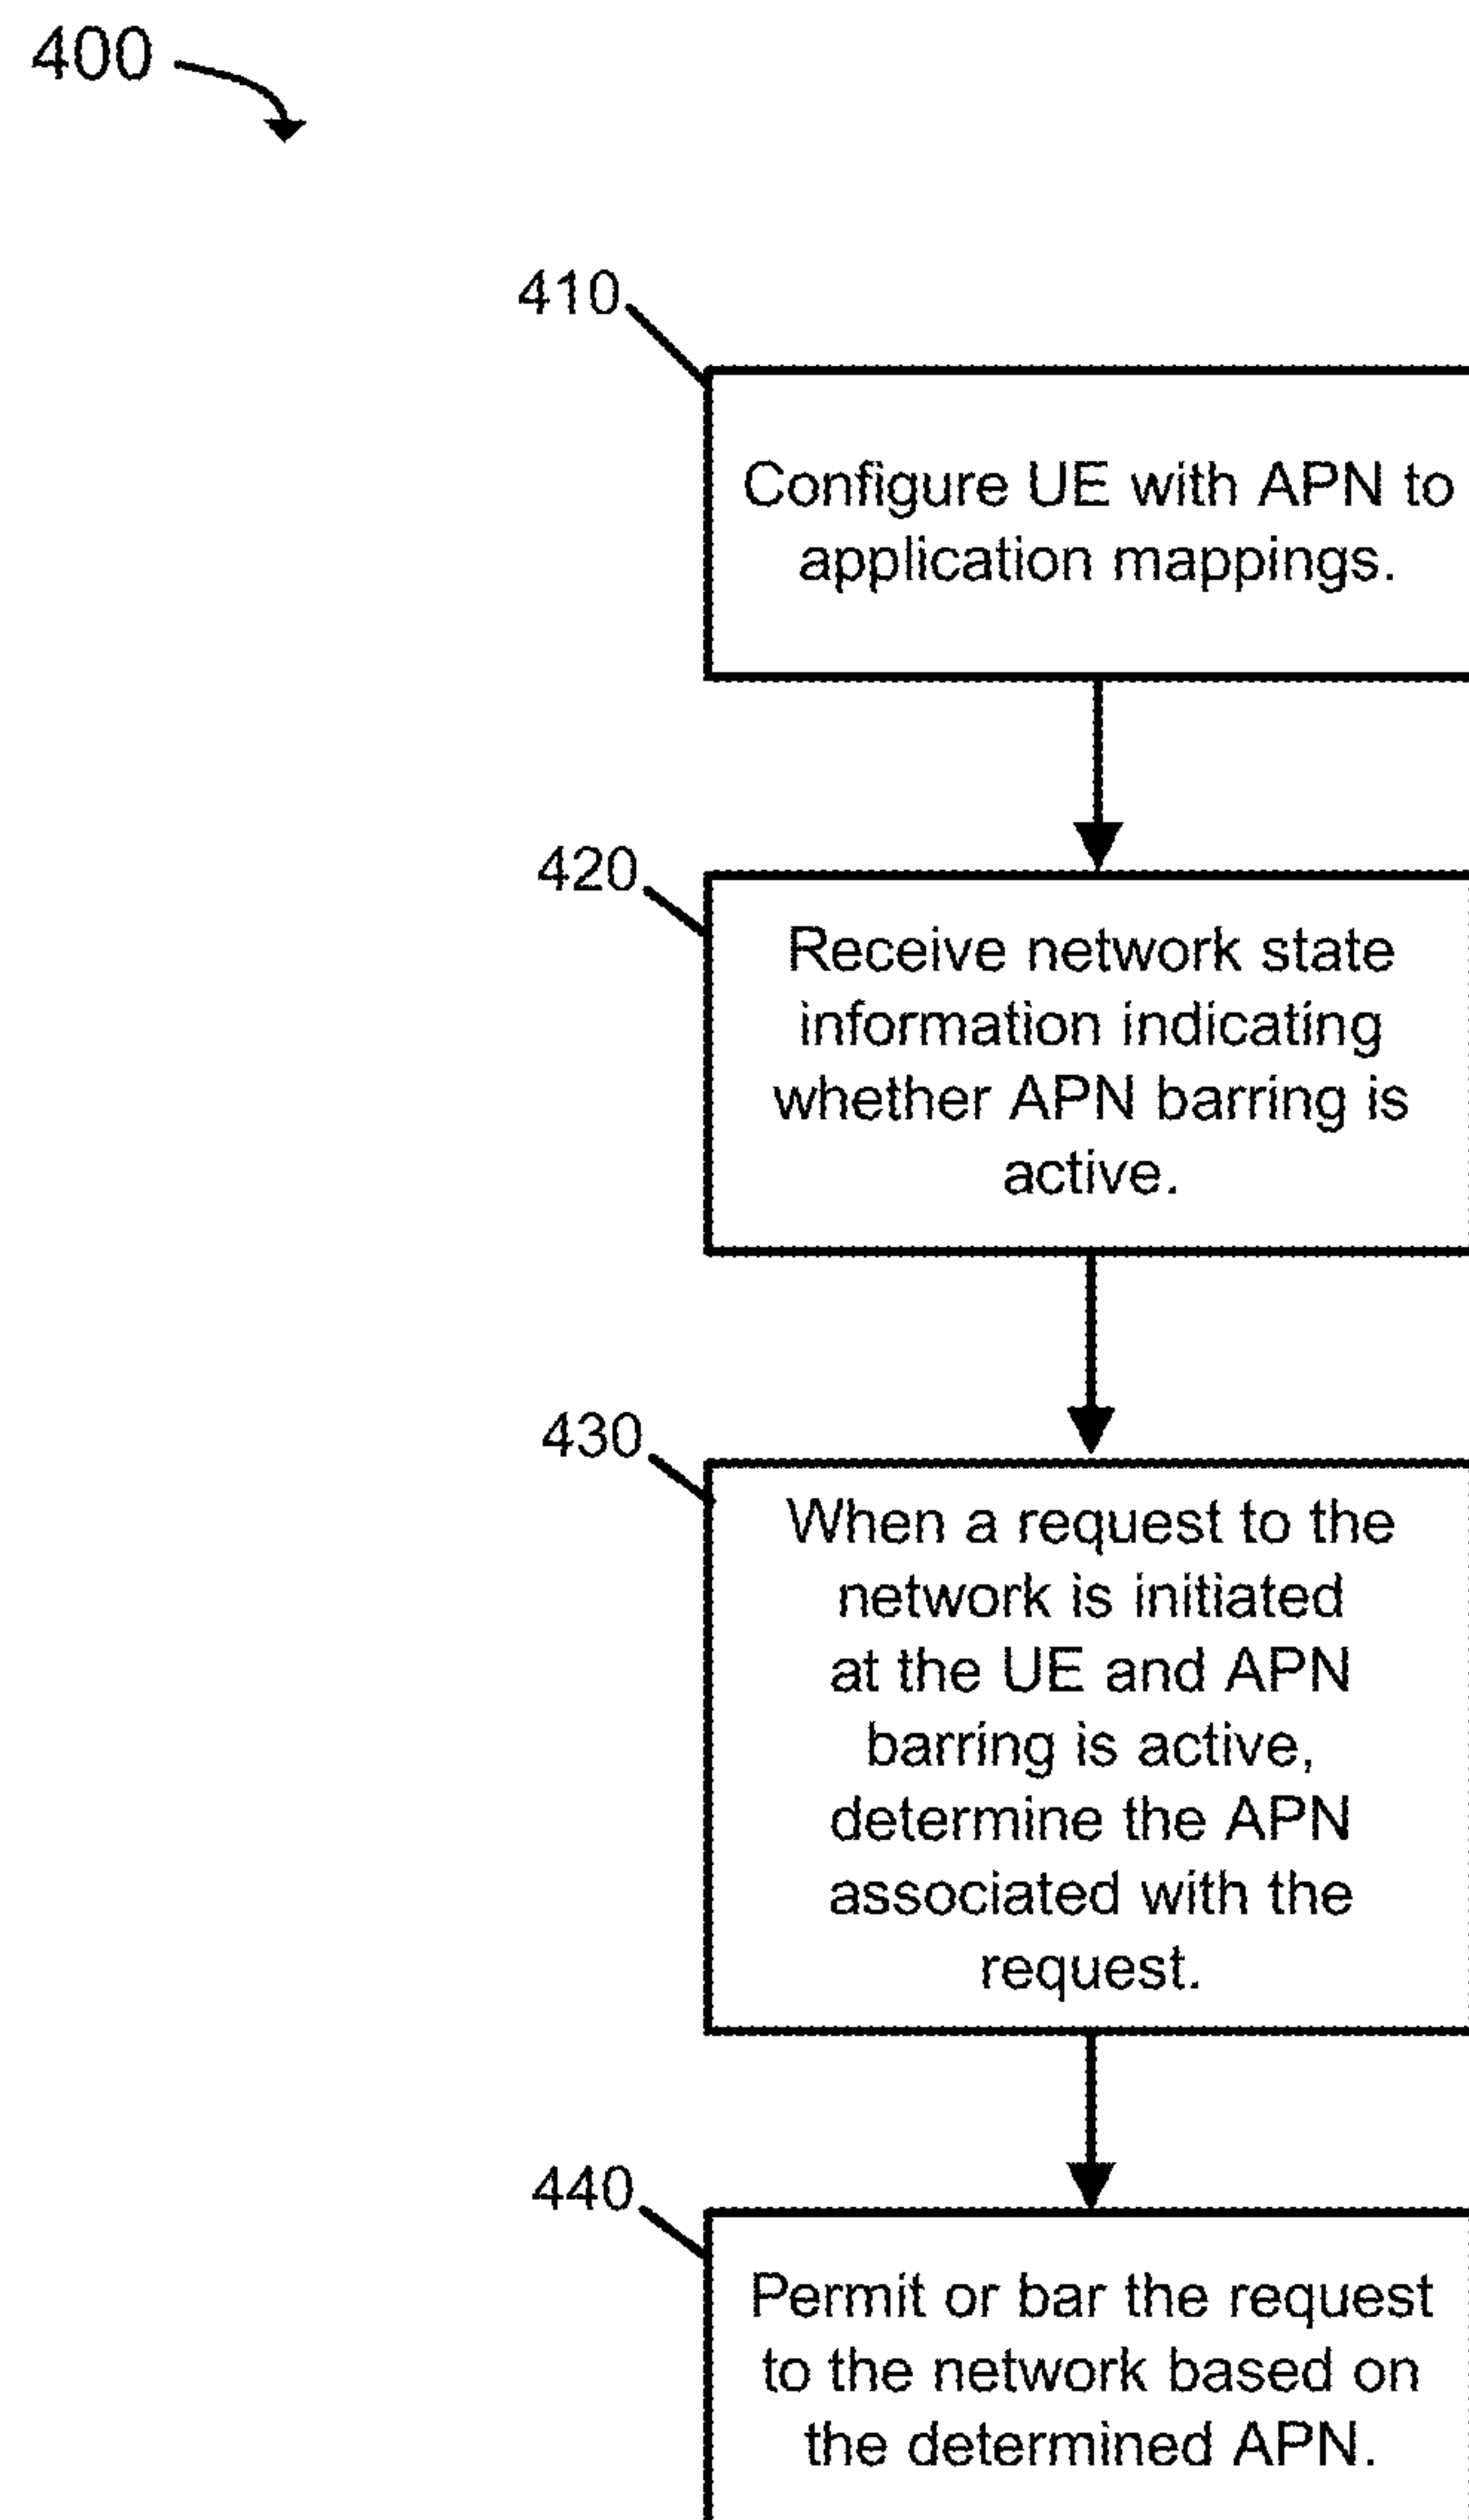 400
410
Configure UE with APN to
application mappings.
420
Receive network state
information indicating
whether APN barring is
active.
430
When a request to the
network is initiated
at the UE and APN
barring is active,
determine the APN
associated with the
request.
440
Permit or bar the request
to the network based on
the determined APN.